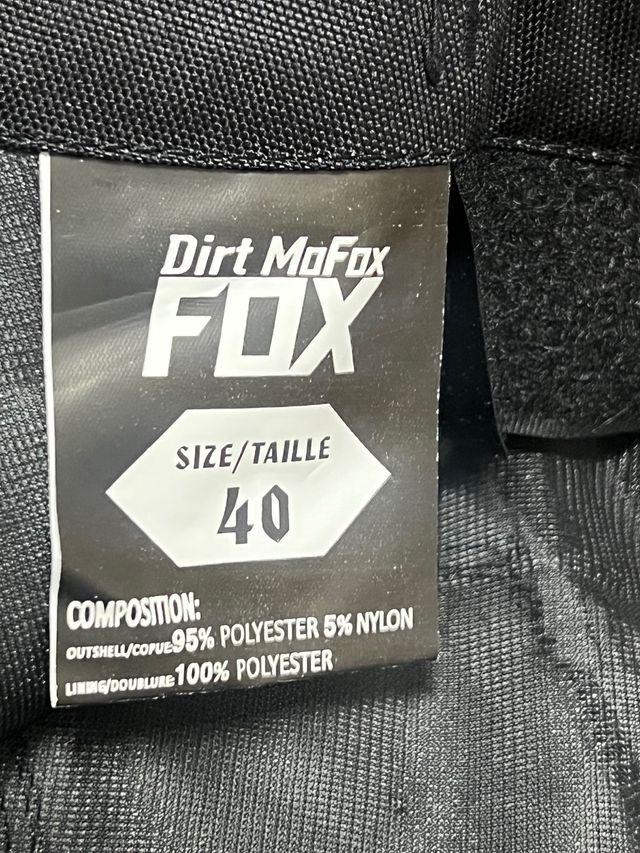 Dirt MoFox
FOX
SIZE/TAILLE
40
COMPOSITION:
OUTSHELL/COPUE95% POLYESTER 5% NYLON
LINING/DOUBLURE100% POLYESTER